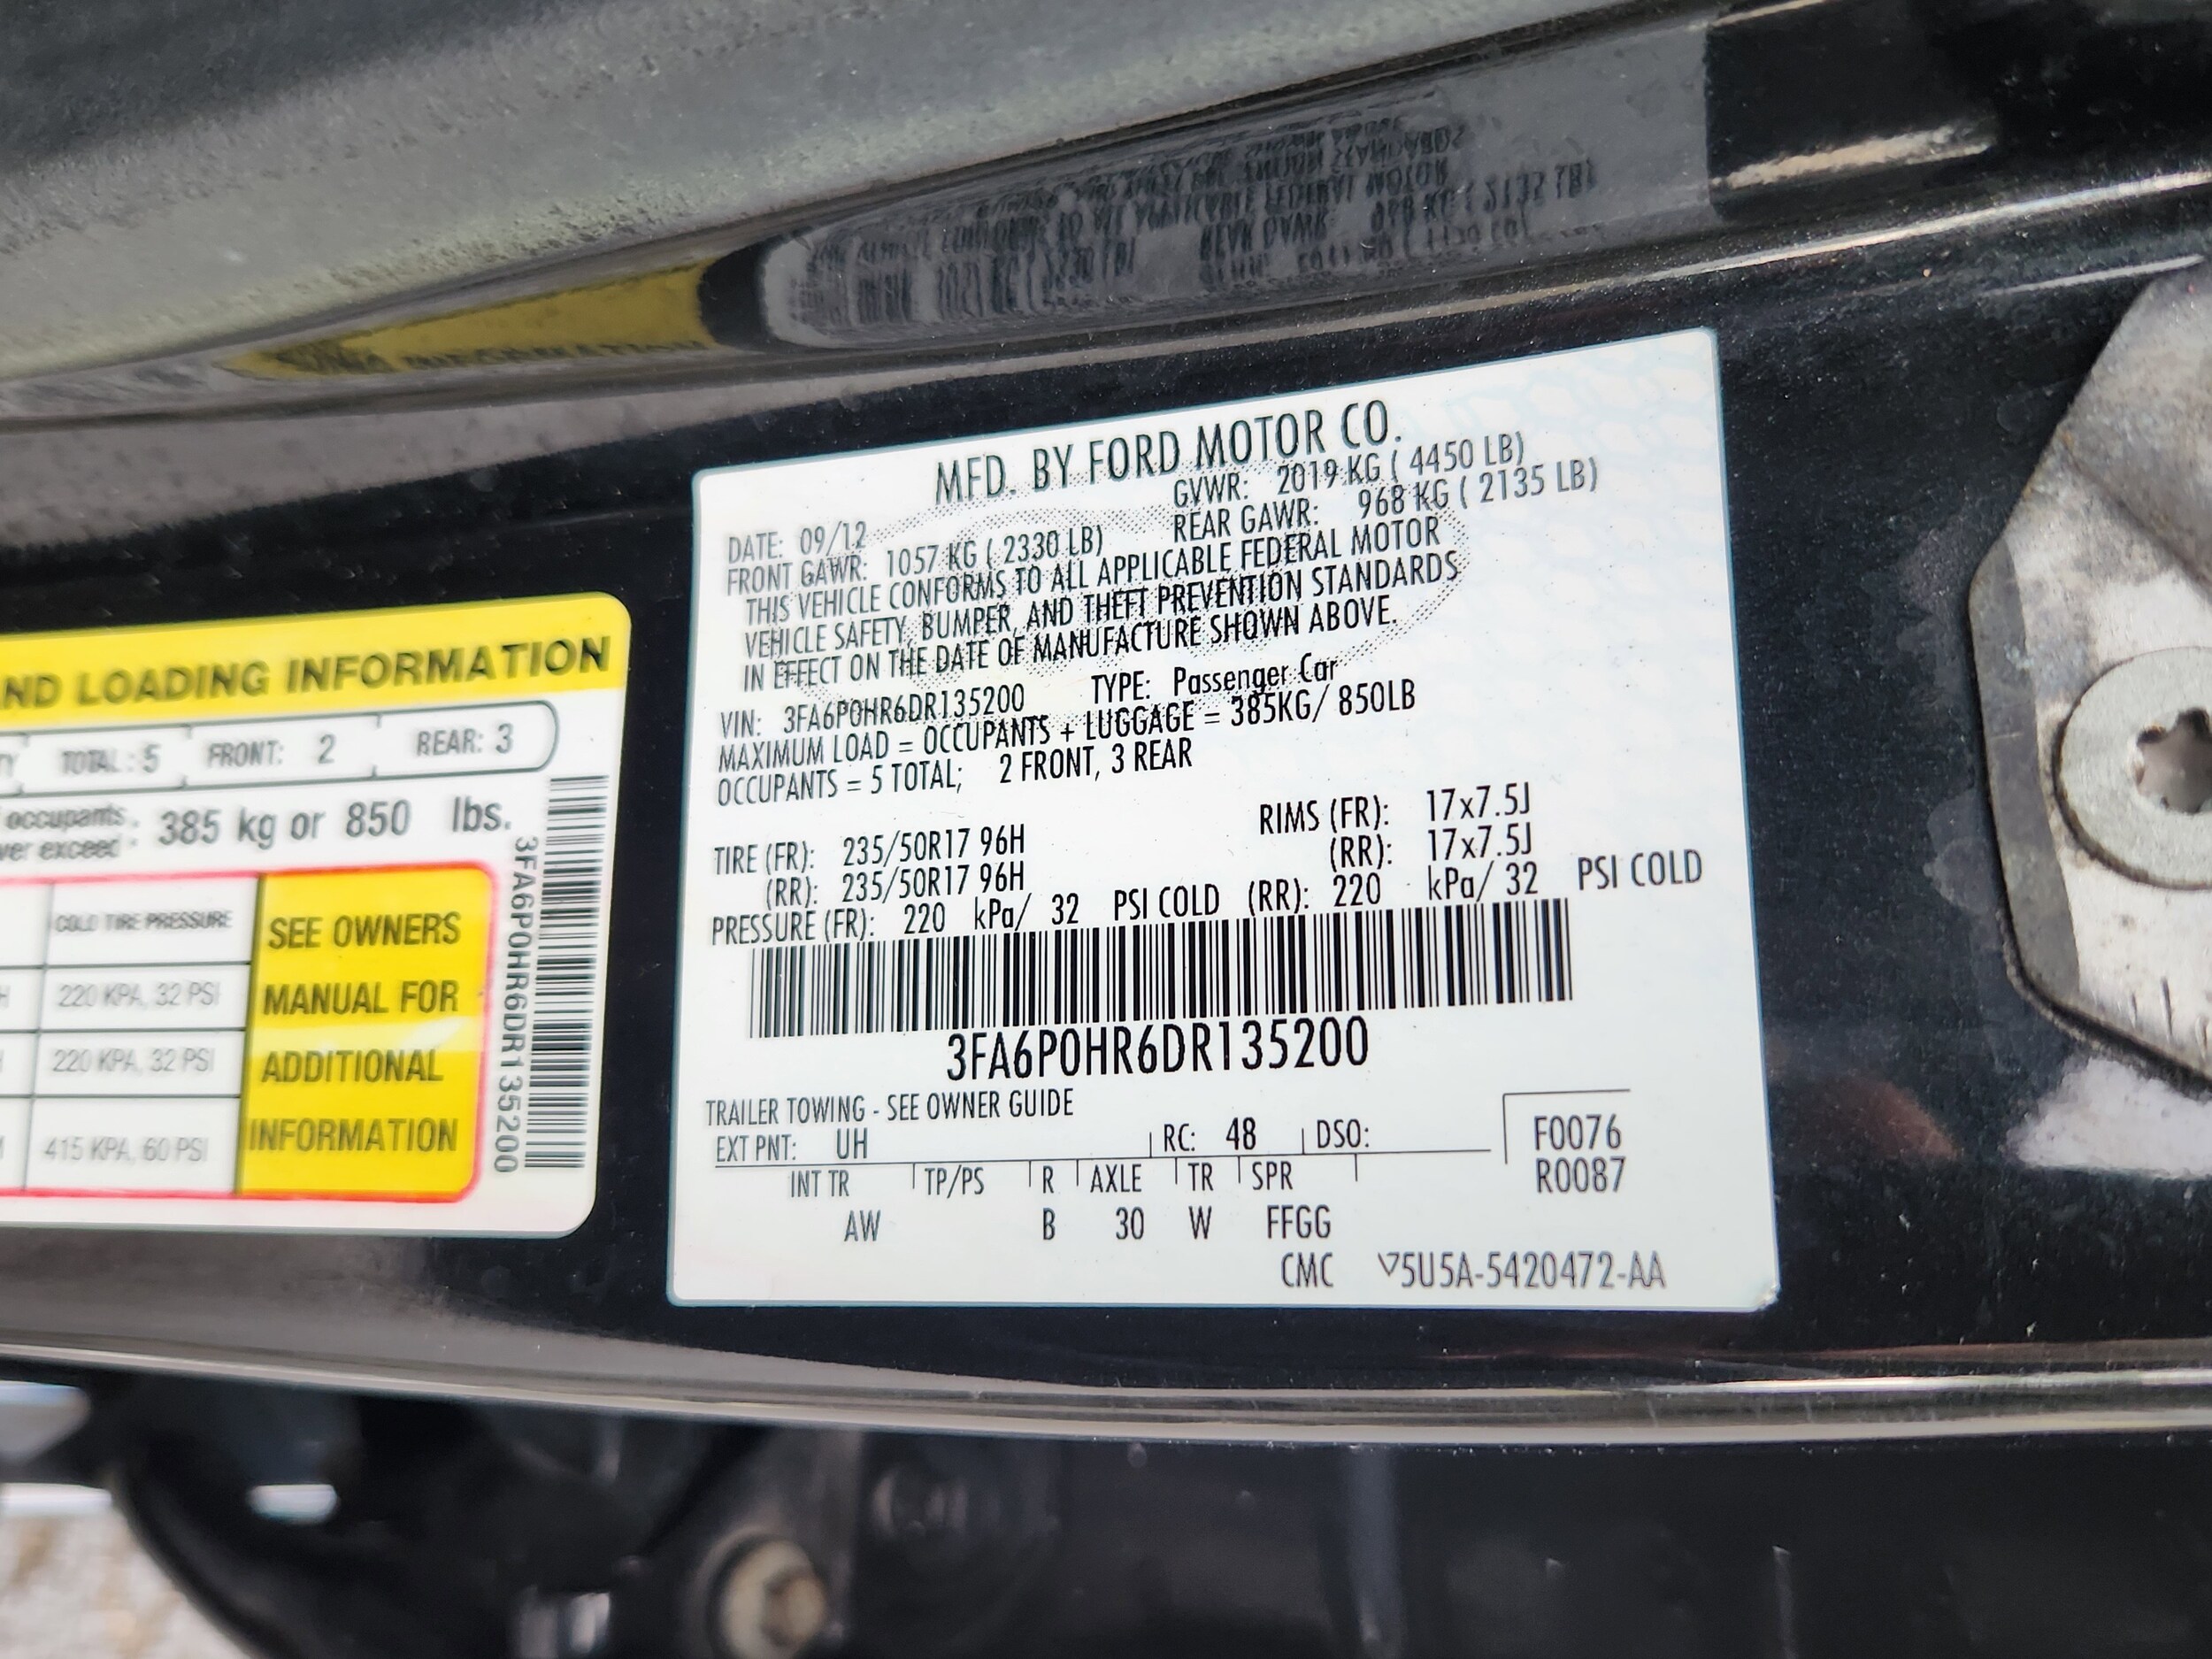 ND LOADING INFORMATION
TOTAL: 5 FRONT: 2 REAR: 3
occupants
385 kg or 850 lbs.
ver exceed
COLD TIRE PRESSURE
220 KPA, 32 PSI
220 KPA, 32 PSI
415 KPA, 60 PSI
SEE OWNERS
MANUAL FOR
ADDITIONAL
INFORMATION
3FA6P0HR6DR135200
MFD. BY FORD MOTOR CO.
DATE: 09/12 GVWR: 2019 KG ( 4450 LB)
FRONT GAWR: 1057 KG ( 2330 LB) REAR GAWR: 968 KG ( 2135 LB)
THIS VEHICLE CONFORMS TO ALL APPLICABLE FEDERAL MOTOR
VEHICLE SAFETY, BUMPER, AND THEFT PREVENTION STANDARDS
IN EFFECT ON THE DATE OF MANUFACTURE SHOWN ABOVE.
VIN: 3FA6P0HR6DR135200 TYPE: Passenger Car
MAXIMUM LOAD = OCCUPANTS + LUGGAGE = 385KG/ 850LB
OCCUPANTS = 5 TOTAL; 2 FRONT, 3 REAR
TIRE (FR): 235/50R17 96H RIMS (FR): 17x7.5J
(RR): 235/50R17 96H (RR): 17x7.5J
PRESSURE (FR): 220 kPa/ 32 PSI COLD (RR): 220 kPa/ 32 PSI COLD
3FA6P0HR6DR135200
TRAILER TOWING - SEE OWNER GUIDE
EXT PNT: UH RC: 48 DSO:
F0076
R0087
INT TR TP/PS R AXLE TR SPR
AW B 30 W FFGG
CMC ▽5U5A-5420472-AA